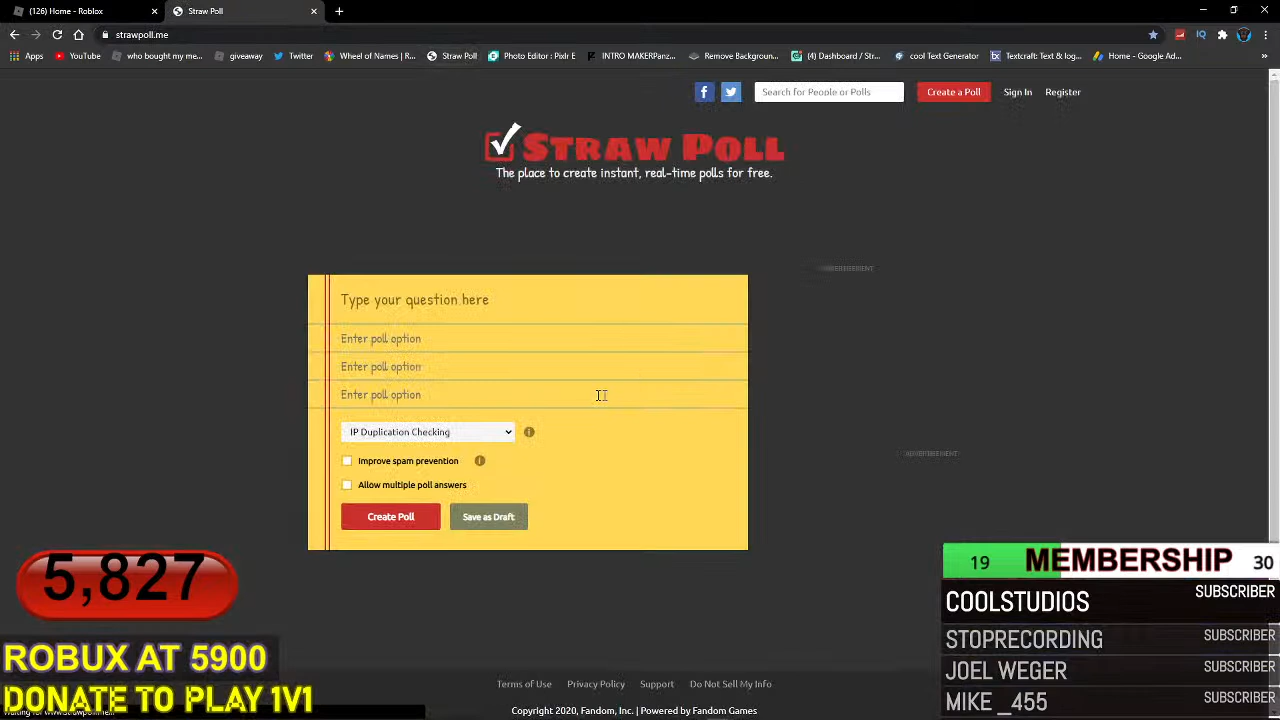 (126) Home - Roblox
Straw Poll
strawpoll.me
Apps
YouTube
who bought my me...
giveaway
Twitter
Wheel of Names | R...
Straw Poll
Photo Editor : Pixlr E
INTRO MAKERPanz...
Remove Background...
(4) Dashboard / Str...
cool Text Generator
Textcraft: Text & log...
Home - Google Ad...
Search for People or Polls
Create a Poll
Sign In
Register
STRAW POLL
The place to create instant, real-time polls for free.
ADVERTISEMENT
Type your question here
Enter poll option
Enter poll option
Enter poll option
IP Duplication Checking
Improve spam prevention
ADVERTISEMENT
Allow multiple poll answers
Create Poll
Save as Draft
5,827
ROBUX AT 5900
DONATE TO PLAY 1V1
19
MEMBERSHIP
30
COOLSTUDIOS
SUBSCRIBER
STOPRECORDING
SUBSCRIBER
JOEL WEGER
SUBSCRIBER
MIKE _455
SUBSCRIBER
Terms of Use
Privacy Policy
Support
Do Not Sell My Info
Copyright 2020, Fandom, Inc. | Powered by Fandom Games